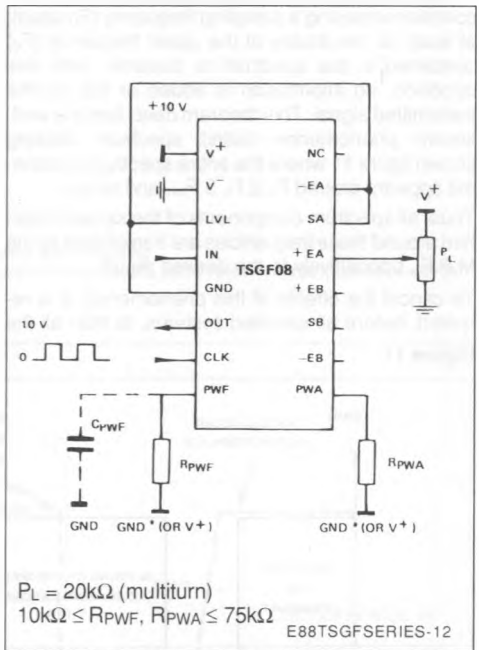 +10 V
V+ NC
V- -EA
V+
LVL SA
IN + EA
PL
TSGF08
GND + EB
SB
10 V
0
CLK -EB
PWF PWA
CPWF
RPWF
RPWA
GND GND * (OR V+) GND * (OR V+)
PL = 20kΩ (multiturn)
10kΩ ≤ RPWF, RPWA ≤ 75kΩ
E88TSGFSERIES-12